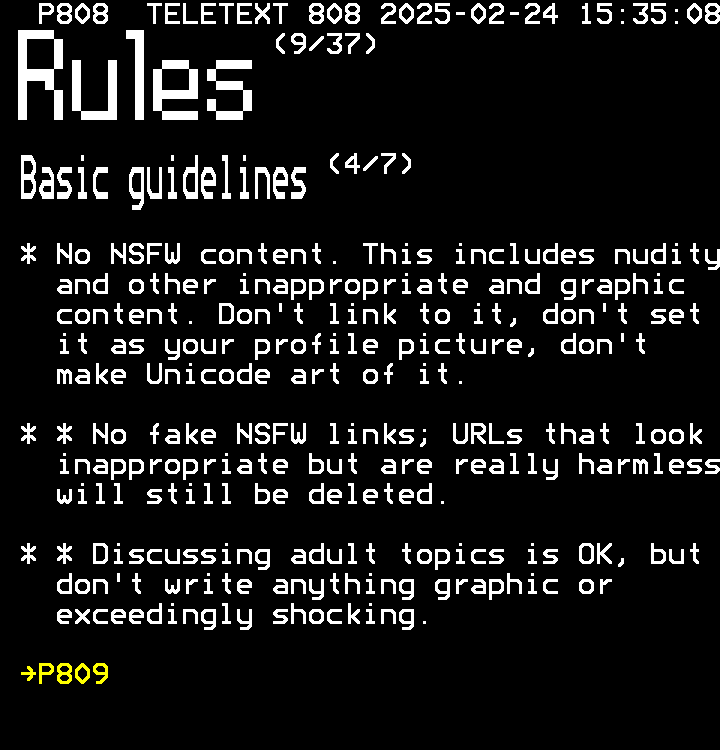 P808 TELETEXT 808 2025-02-24 15:35:08
Rules (9/37)
Basic guidelines (4/7)
* No NSFW content. This includes nudity
and other inappropriate and graphic
content. Don't link to it, don't set
it as your profile picture, don't
make Unicode art of it.
* * No fake NSFW links; URLs that look
inappropriate but are really harmless
will still be deleted.
* * Discussing adult topics is OK, but
don't write anything graphic or
exceedingly shocking.
→P809